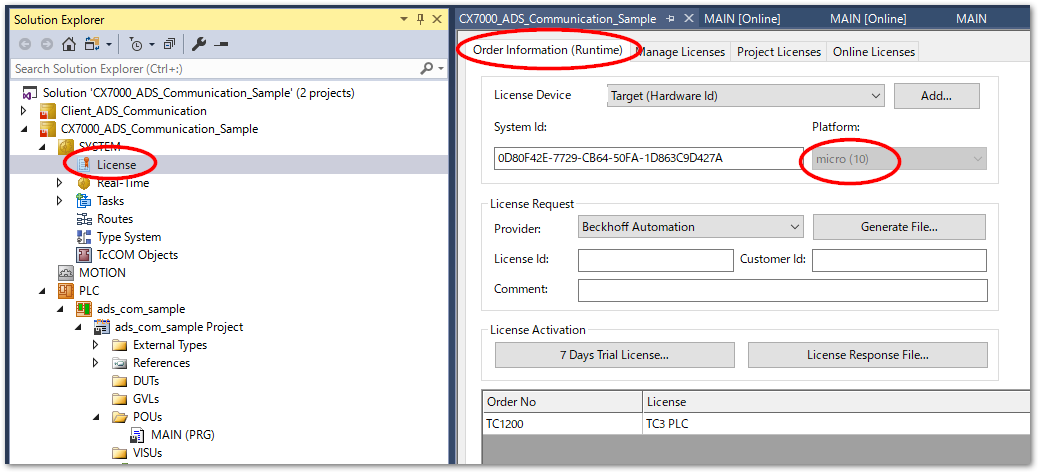 Solution Explorer
Search Solution Explorer (Ctrl+:)
Solution 'CX7000_ADS_Communication_Sample' (2 projects)
Client_ADS_Communication
CX7000_ADS_Communication_Sample
SYSTEM
License
Real-Time
Tasks
Routes
Type System
TcCOM Objects
MOTION
PLC
ads_com_sample
ads_com_sample Project
External Types
References
DUTs
GVLs
POUs
MAIN (PRG)
VISUs
CX7000_ADS_Communication_Sample MAIN [Online] MAIN [Online] MAIN
Order Information (Runtime) Manage Licenses Project Licenses Online Licenses
License Device Target (Hardware Id) Add...
System Id: Platform:
0D80F42E-7729-CB64-50FA-1D863C9D427A micro (10)
License Request
Provider: Beckhoff Automation Generate File...
License Id: Customer Id:
Comment:
License Activation
7 Days Trial License... License Response File...
Order No License
TC1200 TC3 PLC